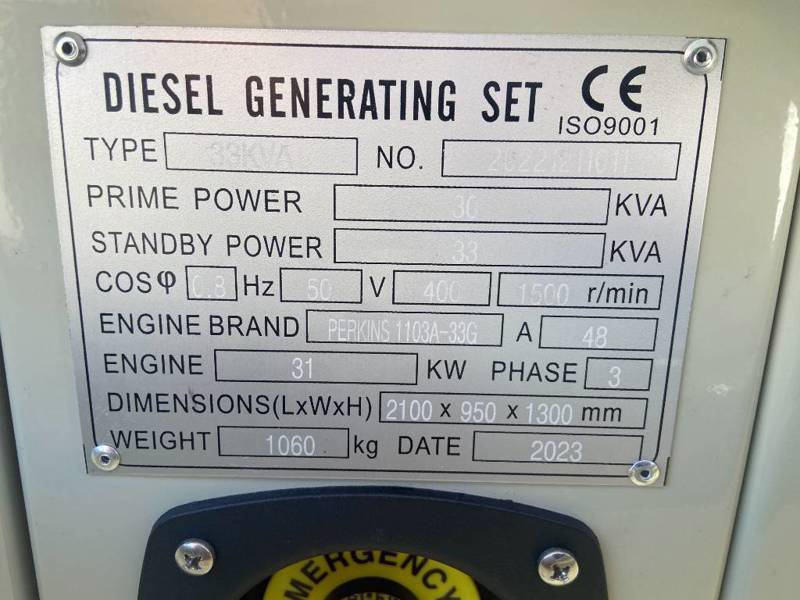 DIESEL GENERATING SET CE
ISO9001
TYPE 33KVA NO.
PRIME POWER 30 KVA
STANDBY POWER 33 KVA
COSφ 0.8 Hz 50 V 400 1500 r/min
ENGINE BRAND PERKINS 1103A-33G A 48
ENGINE 31 KW PHASE 3
DIMENSIONS(LxWxH) 2100 x 950 x 1300 mm
WEIGHT 1060 kg DATE 2023
EMERGENCY